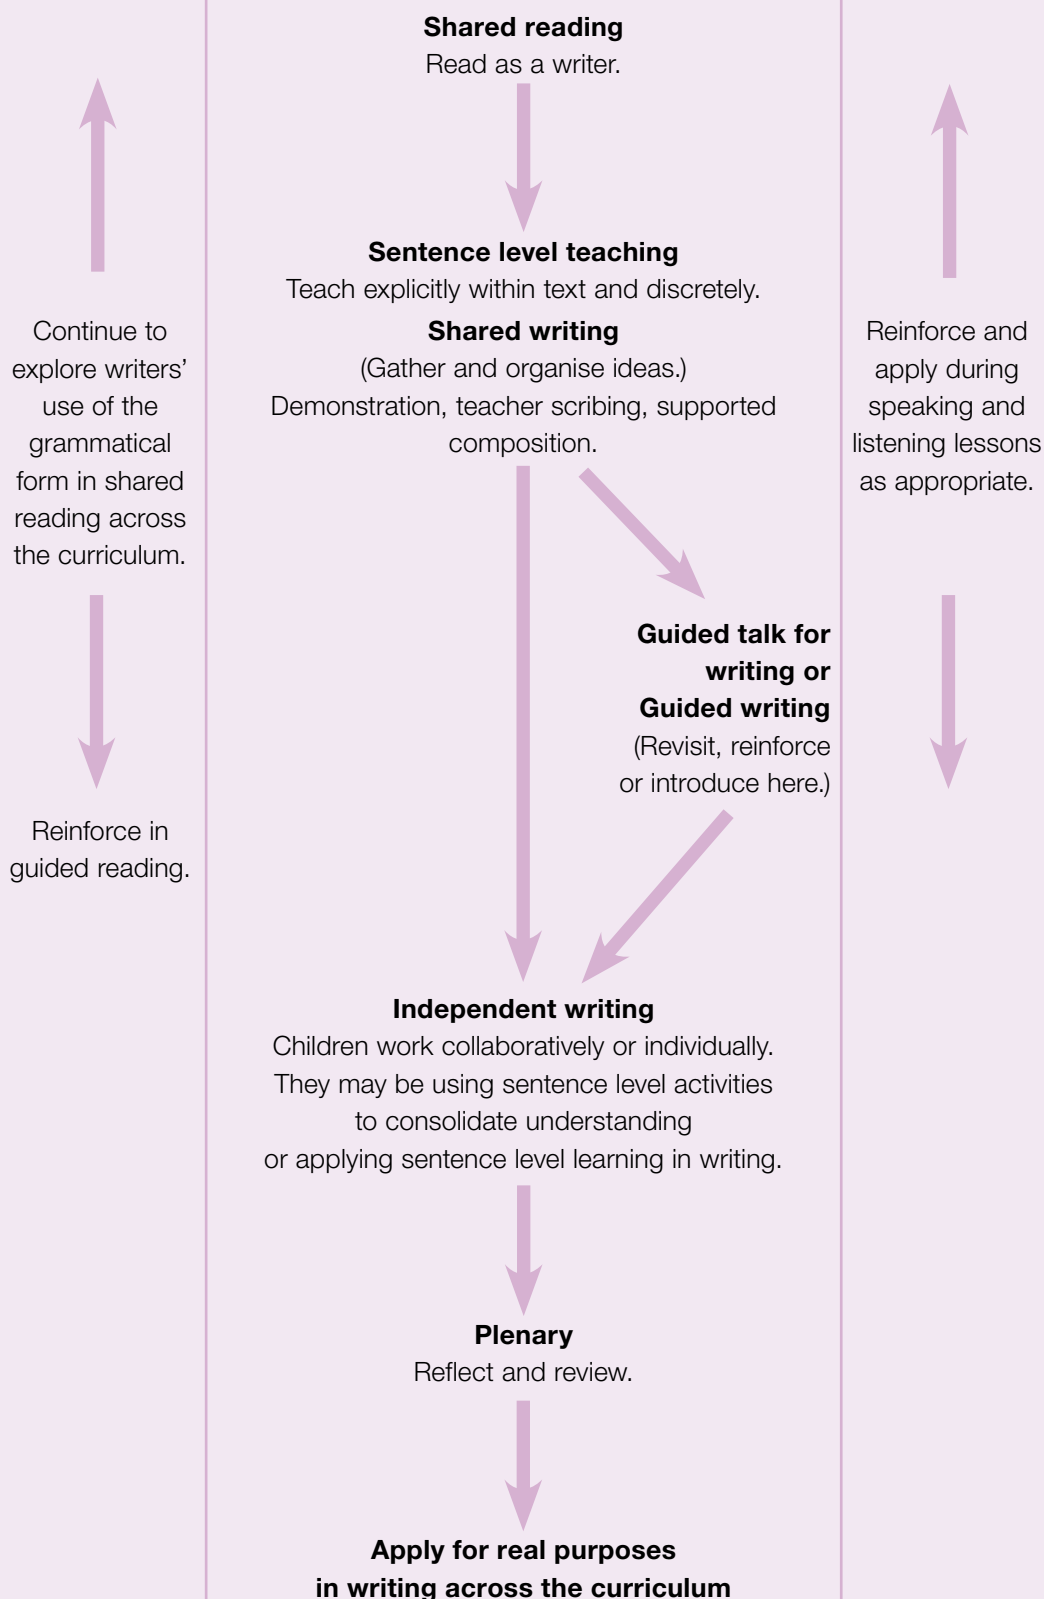 Shared reading
Read as a writer.
Sentence level teaching
Teach explicitly within text and discretely.
Shared writing
(Gather and organise ideas.)
Demonstration, teacher scribing, supported
composition.
Continue to
explore writers’
use of the
grammatical
form in shared
reading across
the curriculum.
Reinforce in
guided reading.
Reinforce and
apply during
speaking and
listening lessons
as appropriate.
Guided talk for
writing or
Guided writing
(Revisit, reinforce
or introduce here.)
Independent writing
Children work collaboratively or individually.
They may be using sentence level activities
to consolidate understanding
or applying sentence level learning in writing.
Plenary
Reflect and review.
Apply for real purposes
in writing across the curriculum